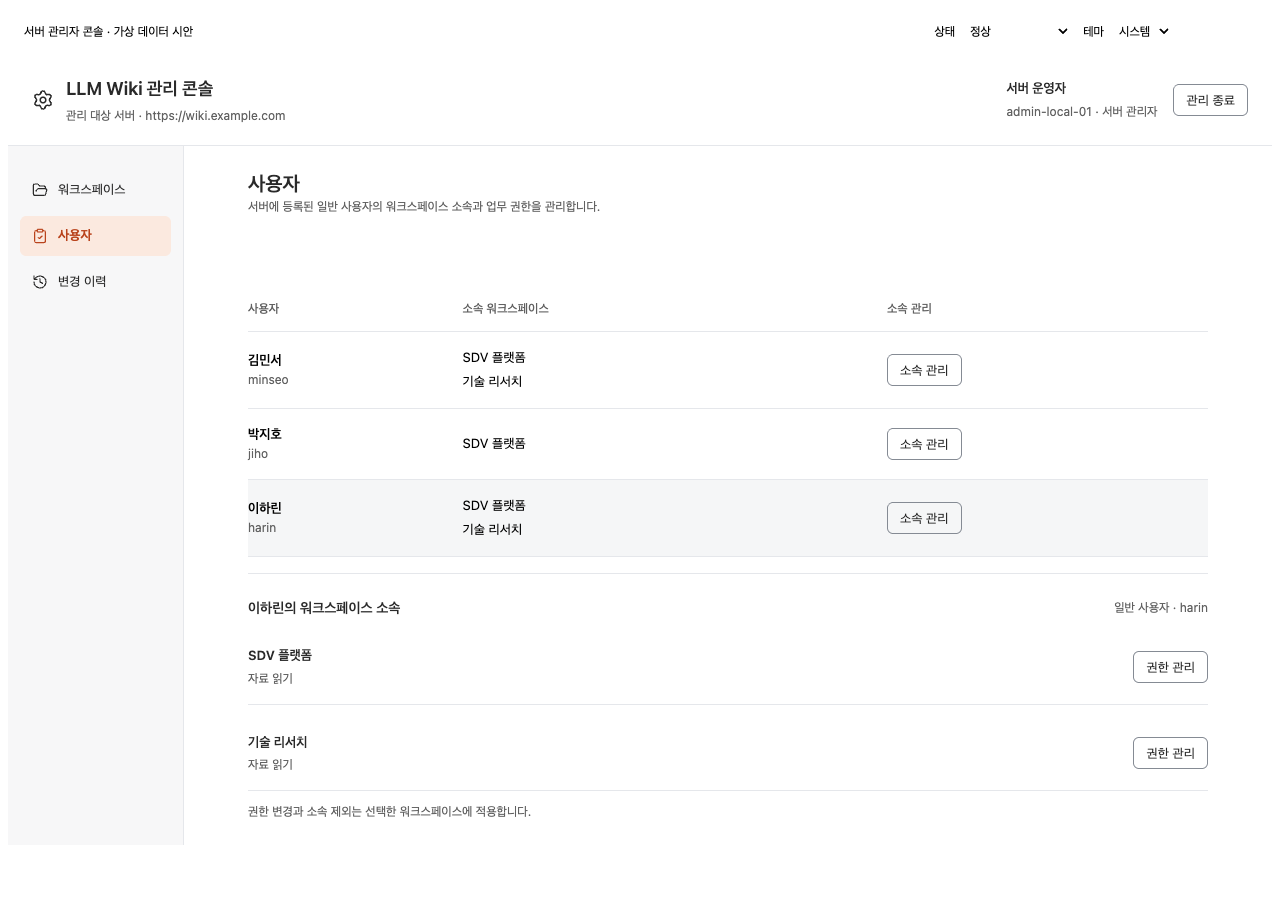 서버 관리자 콘솔 · 가상 데이터 시안
상태 정상 테마 시스템
LLM Wiki 관리 콘솔
관리 대상 서버 · https://wiki.example.com
서버 운영자
admin-local-01 · 서버 관리자
관리 종료
워크스페이스
사용자
변경 이력
사용자
서버에 등록된 일반 사용자의 워크스페이스 소속과 업무 권한을 관리합니다.
사용자 소속 워크스페이스 소속 관리
김민서
minseo
SDV 플랫폼
기술 리서치
소속 관리
박지호
jiho
SDV 플랫폼
소속 관리
이하린
harin
SDV 플랫폼
기술 리서치
소속 관리
이하린의 워크스페이스 소속
일반 사용자 · harin
SDV 플랫폼
자료 읽기
권한 관리
기술 리서치
자료 읽기
권한 관리
권한 변경과 소속 제외는 선택한 워크스페이스에 적용합니다.